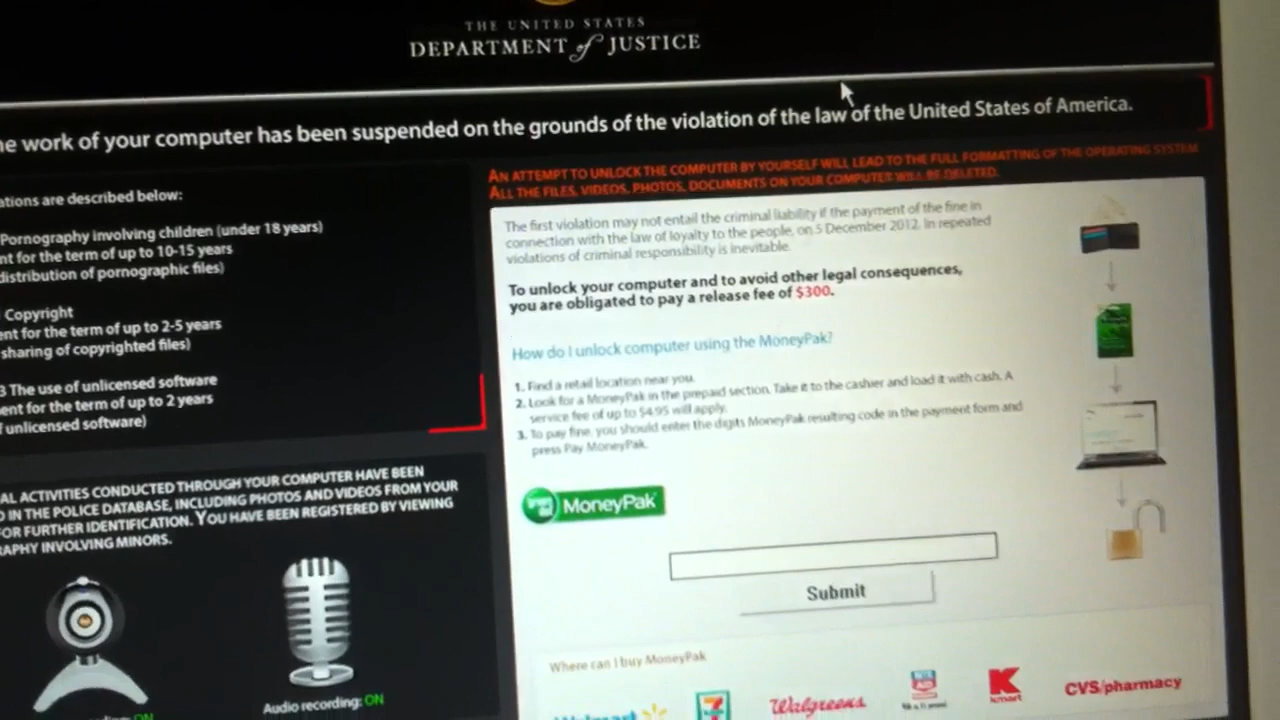 THE UNITED STATES
DEPARTMENT of JUSTICE
work of your computer has been suspended on the grounds of the violation of the law of the United States of America.
are described below:
Pornography involving children (under 18 years)
for the term of up to 10-15 years
distribution of pornographic files)
Copyright
for the term of up to 2-5 years
sharing of copyrighted files)
3 The use of unlicensed software
for the term of up to 2 years
unlicensed software)
ACTIVITIES CONDUCTED THROUGH YOUR COMPUTER HAVE BEEN
IN THE POLICE DATABASE, INCLUDING PHOTOS AND VIDEOS FROM YOUR
FOR FURTHER IDENTIFICATION. YOU HAVE BEEN REGISTERED BY VIEWING
INVOLVING MINORS.
ON
Audio recording: ON
AN ATTEMPT TO UNLOCK THE COMPUTER BY YOURSELF WILL LEAD TO THE FULL FORMATTING OF THE OPERATING SYSTEM
ALL THE FILES, VIDEOS, PHOTOS, DOCUMENTS ON YOUR COMPUTER WILL BE DELETED.
The first violation may not entail the criminal liability if the payment of the fine in
connection with the law of loyalty to the people, on 5 December 2012. In repeated
violations of criminal responsibility is inevitable.
To unlock your computer and to avoid other legal consequences,
you are obligated to pay a release fee of $300.
How do I unlock computer using the MoneyPak?
1. Find a retail location near you.
2. Look for a MoneyPak in the prepaid section. Take it to the cashier and load it with cash. A
service fee of up to $4.95 will apply.
3. To pay fine, you should enter the digits MoneyPak resulting code in the payment form and
press Pay MoneyPak.
MoneyPak
Submit
Where can I buy MoneyPak
Walmart
7
Walgreens
RITE AID
K
kmart
CVS/pharmacy